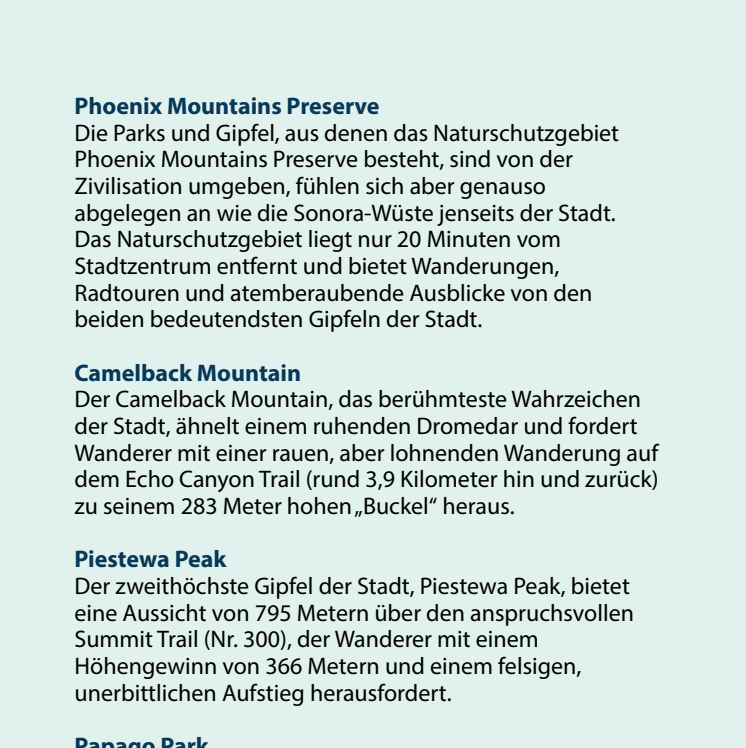 Phoenix Mountains Preserve
Die Parks und Gipfel, aus denen das Naturschutzgebiet
Phoenix Mountains Preserve besteht, sind von der
Zivilisation umgeben, fühlen sich aber genauso
abgelegen an wie die Sonora-Wüste jenseits der Stadt.
Das Naturschutzgebiet liegt nur 20 Minuten vom
Stadtzentrum entfernt und bietet Wanderungen,
Radtouren und atemberaubende Ausblicke von den
beiden bedeutendsten Gipfeln der Stadt.
Camelback Mountain
Der Camelback Mountain, das berühmteste Wahrzeichen
der Stadt, ähnelt einem ruhenden Dromedar und fordert
Wanderer mit einer rauen, aber lohnenden Wanderung auf
dem Echo Canyon Trail (rund 3,9 Kilometer hin und zurück)
zu seinem 283 Meter hohen „Buckel“ heraus.
Piestewa Peak
Der zweithöchste Gipfel der Stadt, Piestewa Peak, bietet
eine Aussicht von 795 Metern über den anspruchsvollen
Summit Trail (Nr. 300), der Wanderer mit einem
Höhengewinn von 366 Metern und einem felsigen,
unerbittlichen Aufstieg herausfordert.
Papago Park